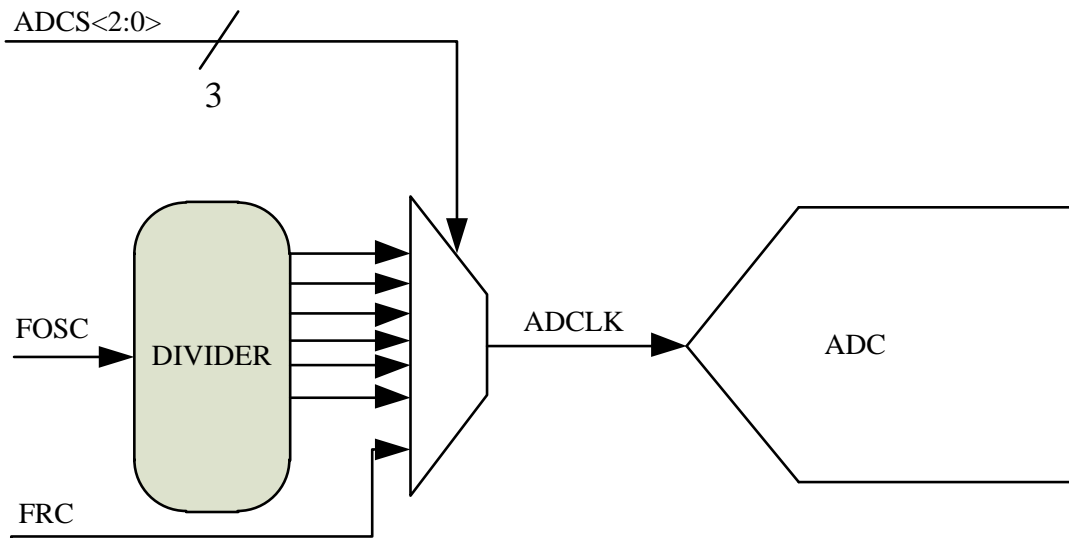 ADCS<2:0>
3
FOSC
DIVIDER
ADCLK
ADC
FRC